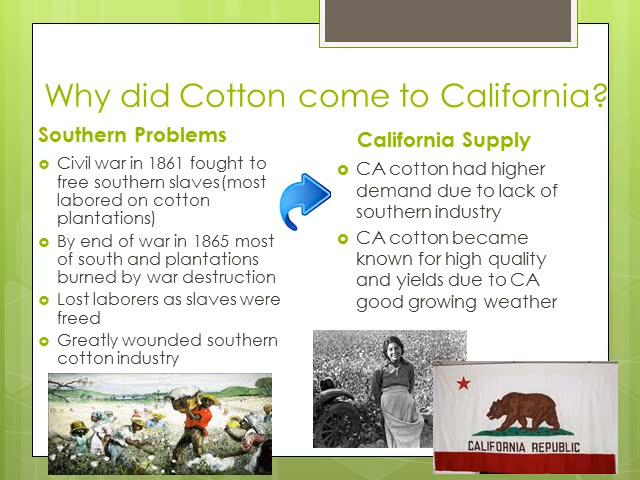 Why did Cotton come to California?
Southern Problems
Civil war in 1861 fought to
free southern slaves(most
labored on cotton
plantations)
By end of war in 1865 most
of south and plantations
burned by war destruction
Lost laborers as slaves were
freed
Greatly wounded southern
cotton industry
California Supply
CA cotton had higher
demand due to lack of
southern industry
CA cotton became
known for high quality
and yields due to CA
good growing weather
CALIFORNIA REPUBLIC